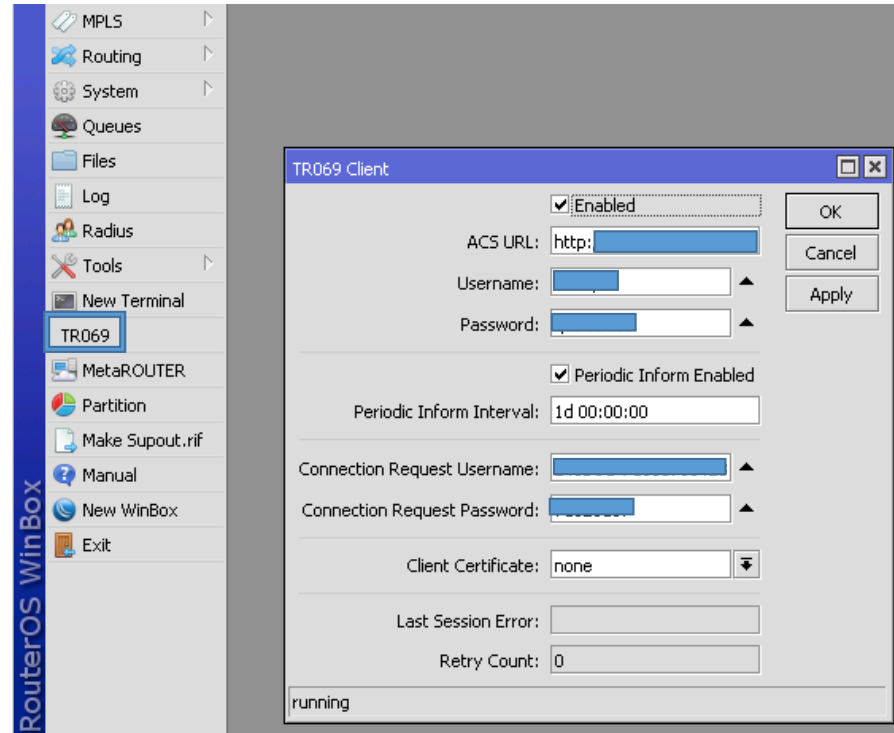 MPLS
Routing
System
Queues
Files
Log
Radius
Tools
New Terminal
TR069
MetaROUTER
Partition
Make Supout.rif
Manual
New WinBox
Exit
RouterOS WinBox
TR069 Client
Enabled
ACS URL: http:
Username:
Password:
Periodic Inform Enabled
Periodic Inform Interval: 1d 00:00:00
Connection Request Username:
Connection Request Password:
Client Certificate: none
Last Session Error:
Retry Count: 0
running
OK
Cancel
Apply